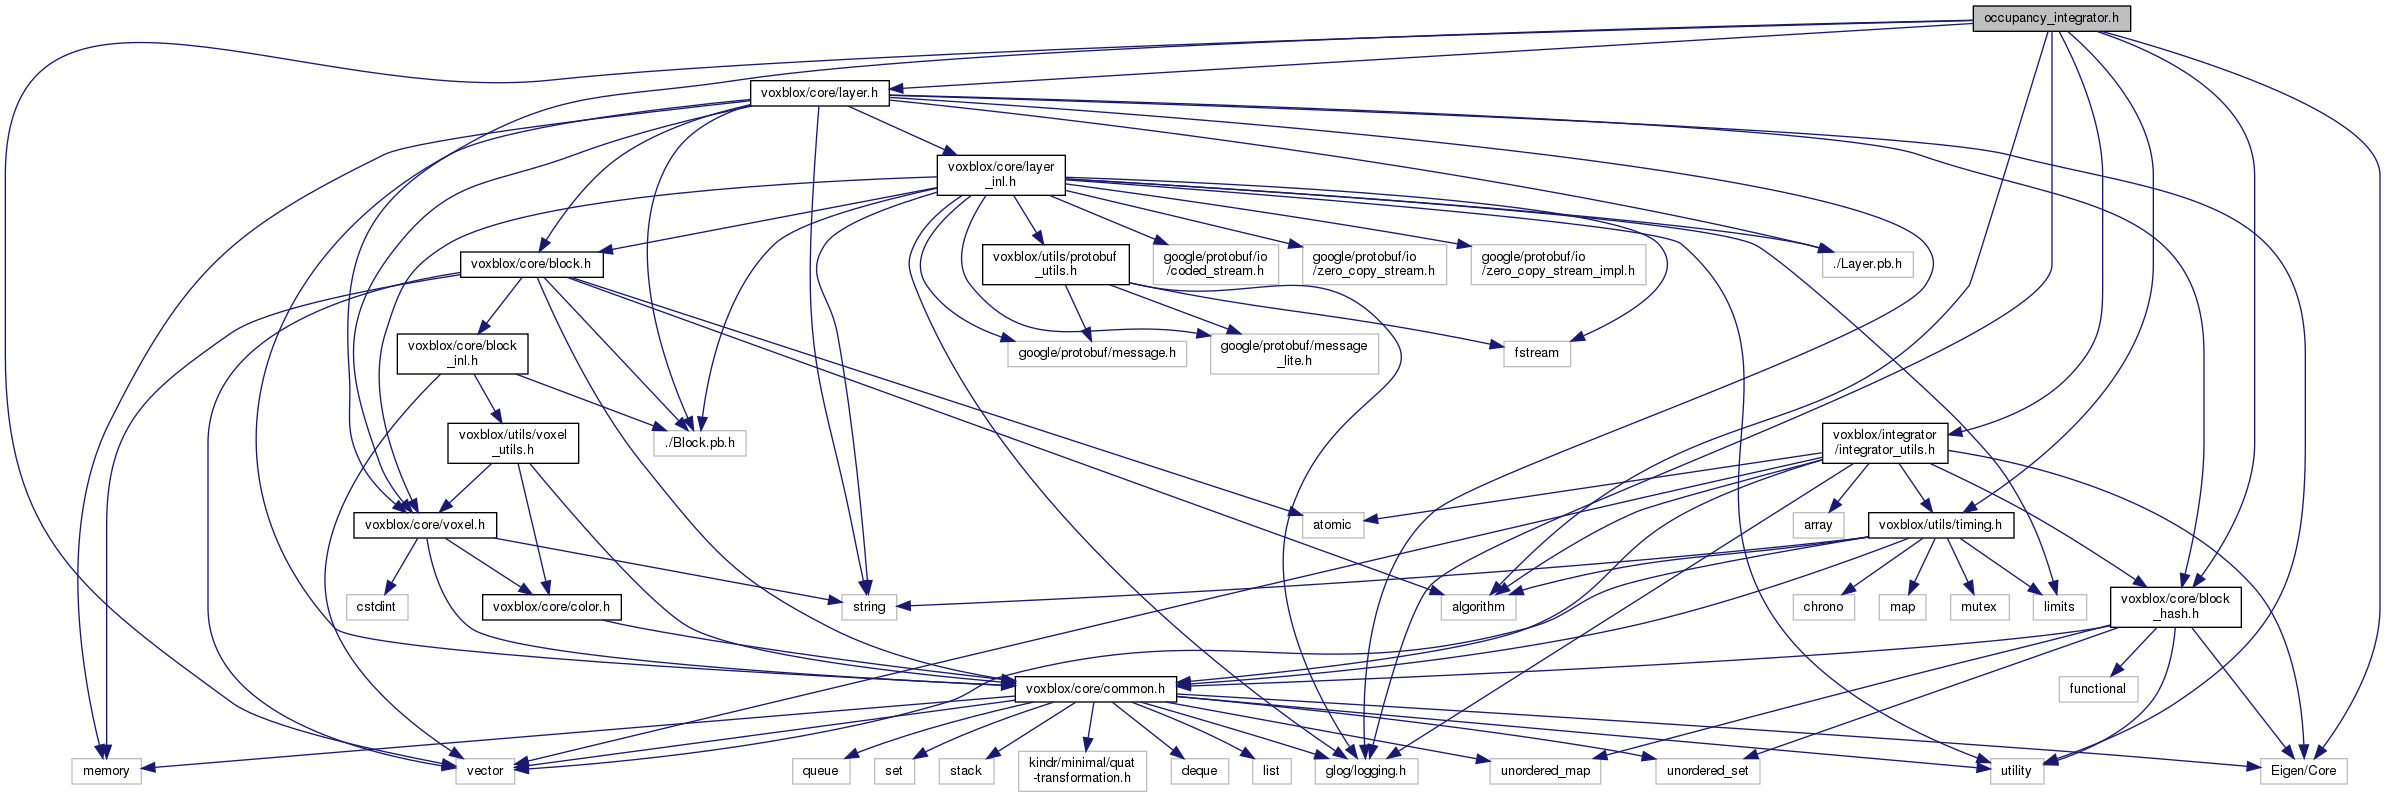 occupancy_integrator.h
voxblox/core/layer.h
voxblox/core/layer
_inl.h
voxblox/core/block.h
voxblox/utils/protobuf
_utils.h
google/protobuf/io
/coded_stream.h
google/protobuf/io
/zero_copy_stream.h
google/protobuf/io
/zero_copy_stream_impl.h
./Layer.pb.h
voxblox/core/block
_inl.h
google/protobuf/message.h
google/protobuf/message
_lite.h
fstream
voxblox/utils/voxel
_utils.h
./Block.pb.h
voxblox/integrator
/integrator_utils.h
voxblox/core/voxel.h
atomic
array
voxblox/utils/timing.h
cstdint
voxblox/core/color.h
string
algorithm
chrono
map
mutex
limits
voxblox/core/block
_hash.h
voxblox/core/common.h
functional
memory
vector
queue
set
stack
kindr/minimal/quat
-transformation.h
deque
list
glog/logging.h
unordered_map
unordered_set
utility
Eigen/Core